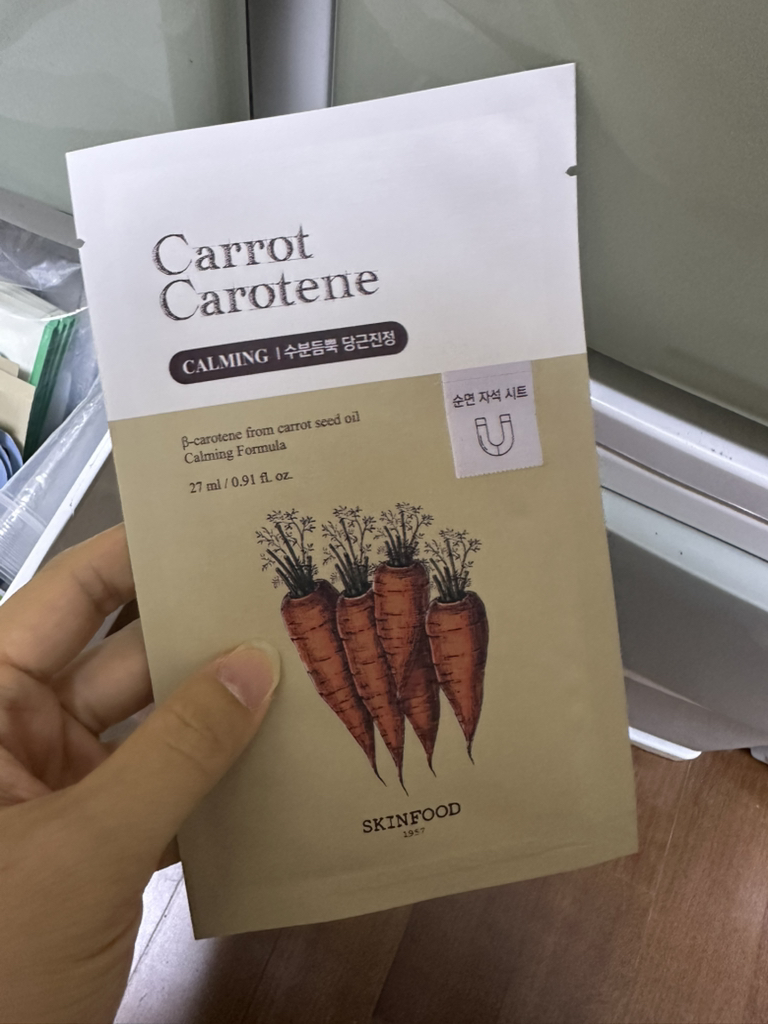 Carrot
Carotene
CALMING | 수분듬뿍 당근진정
순면 자석 시트
β-carotene from carrot seed oil
Calming Formula
27 ml / 0.91 fl. oz.
SKINFOOD
1957